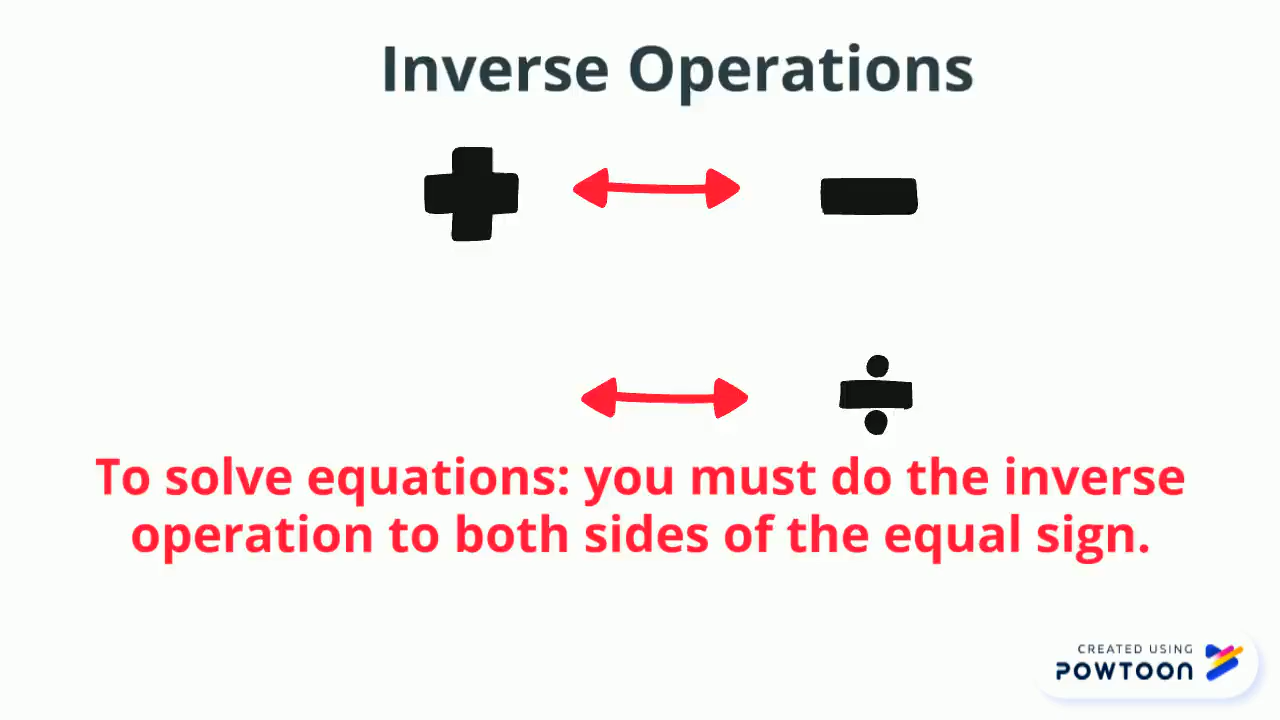 Inverse Operations
+ ↔ −
↔ ÷
To solve equations: you must do the inverse
operation to both sides of the equal sign.
CREATED USING
POWTOON